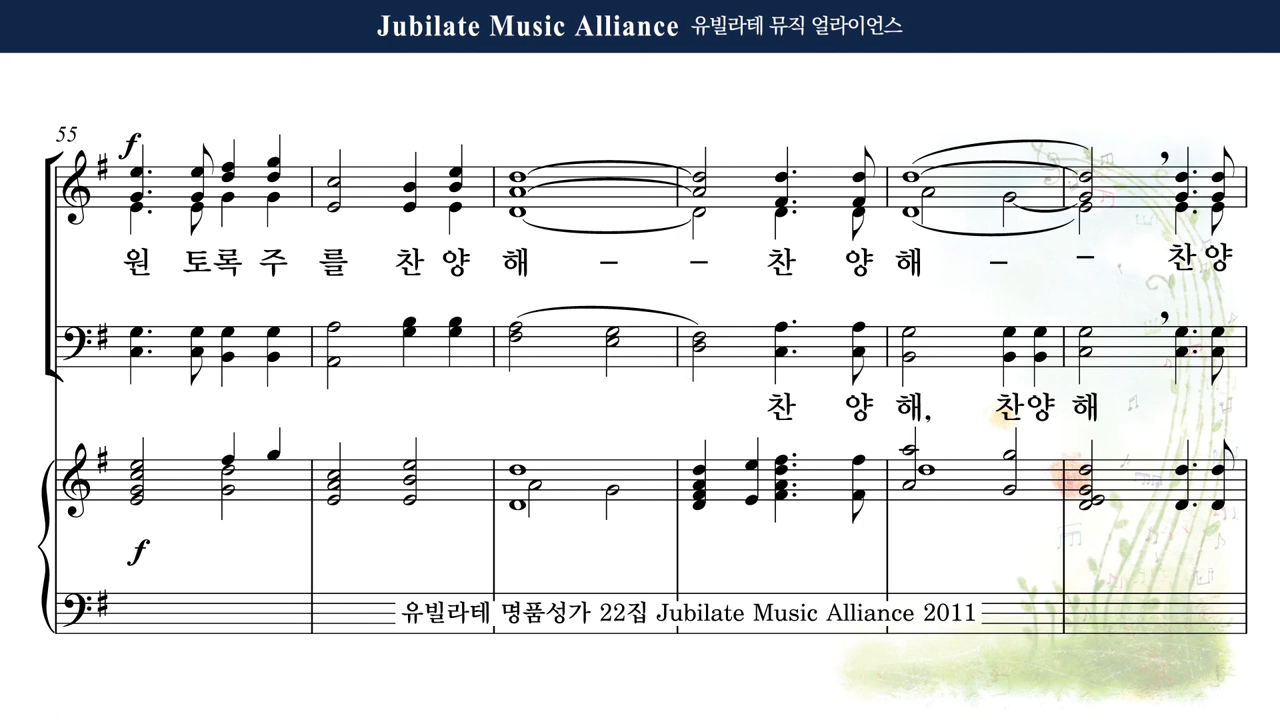 Jubilate Music Alliance 유빌라테 뮤직 얼라이언스
55
f
원 토록 주 를 찬 양 해 – – 찬 양 해 – – 찬 양
찬 양 해, 찬양 해
f
유빌라테 명품성가 22집 Jubilate Music Alliance 2011